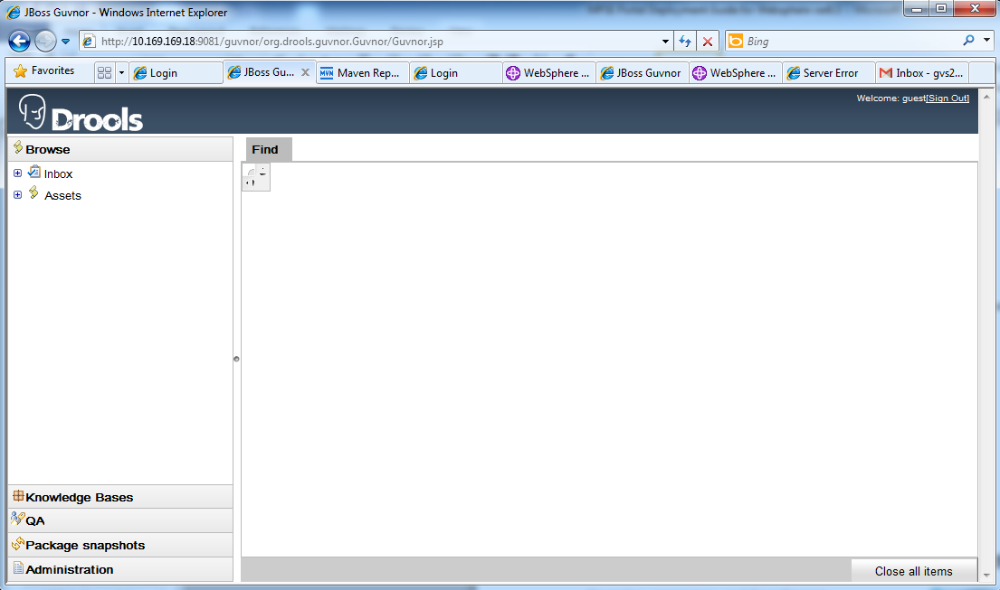 JBoss Guvnor - Windows Internet Explorer
http://10.169.169.18:9081/guvnor/org.drools.guvnor.Guvnor/Guvnor.jsp
Bing
Favorites
Login
JBoss Gu...
MVN Maven Rep...
Login
WebSphere ...
JBoss Guvnor
WebSphere ...
Server Error
Inbox - gvs2...
Drools
Welcome: guest[Sign Out]
Browse
Find
Inbox
Assets
Knowledge Bases
QA
Package snapshots
Administration
Close all items